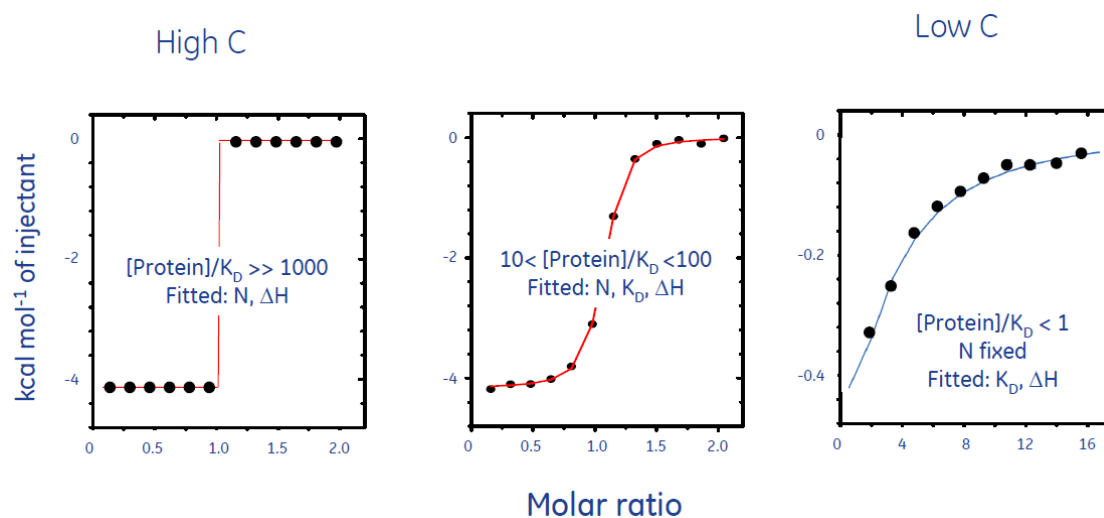 High C
Low C
kcal mol⁻¹ of injectant
0
-2
-4
0
0.5
1.0
1.5
2.0
[Protein]/K_D >> 1000
Fitted: N, ΔH
0
-2
-4
0
0.5
1.0
1.5
2.0
10< [Protein]/K_D <100
Fitted: N, K_D, ΔH
0
-0.2
-0.4
0
4
8
12
16
[Protein]/K_D < 1
N fixed
Fitted: K_D, ΔH
Molar ratio